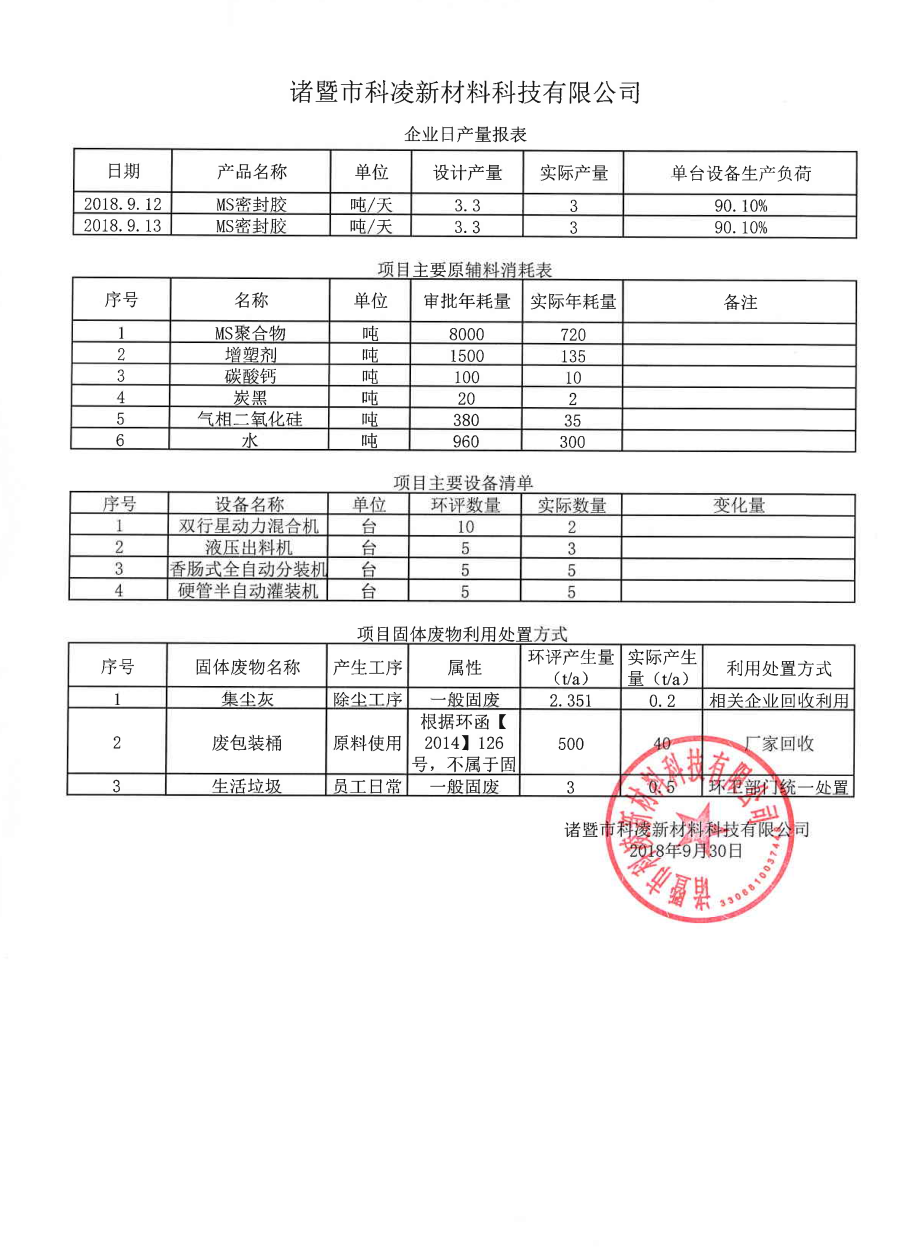 诸暨市科凌新材料科技有限公司
企业日产量报表
日期 产品名称 单位 设计产量 实际产量 单台设备生产负荷
2018.9.12 MS密封胶 吨/天 3.3 3 90.10%
2018.9.13 MS密封胶 吨/天 3.3 3 90.10%
项目主要原辅料消耗表
序号 名称 单位 审批年耗量 实际年耗量 备注
1 MS聚合物 吨 8000 720
2 增塑剂 吨 1500 135
3 碳酸钙 吨 100 10
4 炭黑 吨 20 2
5 气相二氧化硅 吨 380 35
6 水 吨 960 300
项目主要设备清单
序号 设备名称 单位 环评数量 实际数量 变化量
1 双行星动力混合机 台 10 2
2 液压出料机 台 5 3
3 香肠式全自动分装机 台 5 5
4 硬管半自动灌装机 台 5 5
项目固体废物利用处置方式
序号 固体废物名称 产生工序 属性 环评产生量（t/a） 实际产生量（t/a） 利用处置方式
1 集尘灰 除尘工序 一般固废 2.351 0.2 相关企业回收利用
2 废包装桶 原料使用 根据环函【2014】126号，不属于固 500 40 厂家回收
3 生活垃圾 员工日常 一般固废 3 0.5 环卫部门统一处置
诸暨市科凌新材料科技有限公司
2018年9月30日
诸暨市科凌新材料科技有限公司